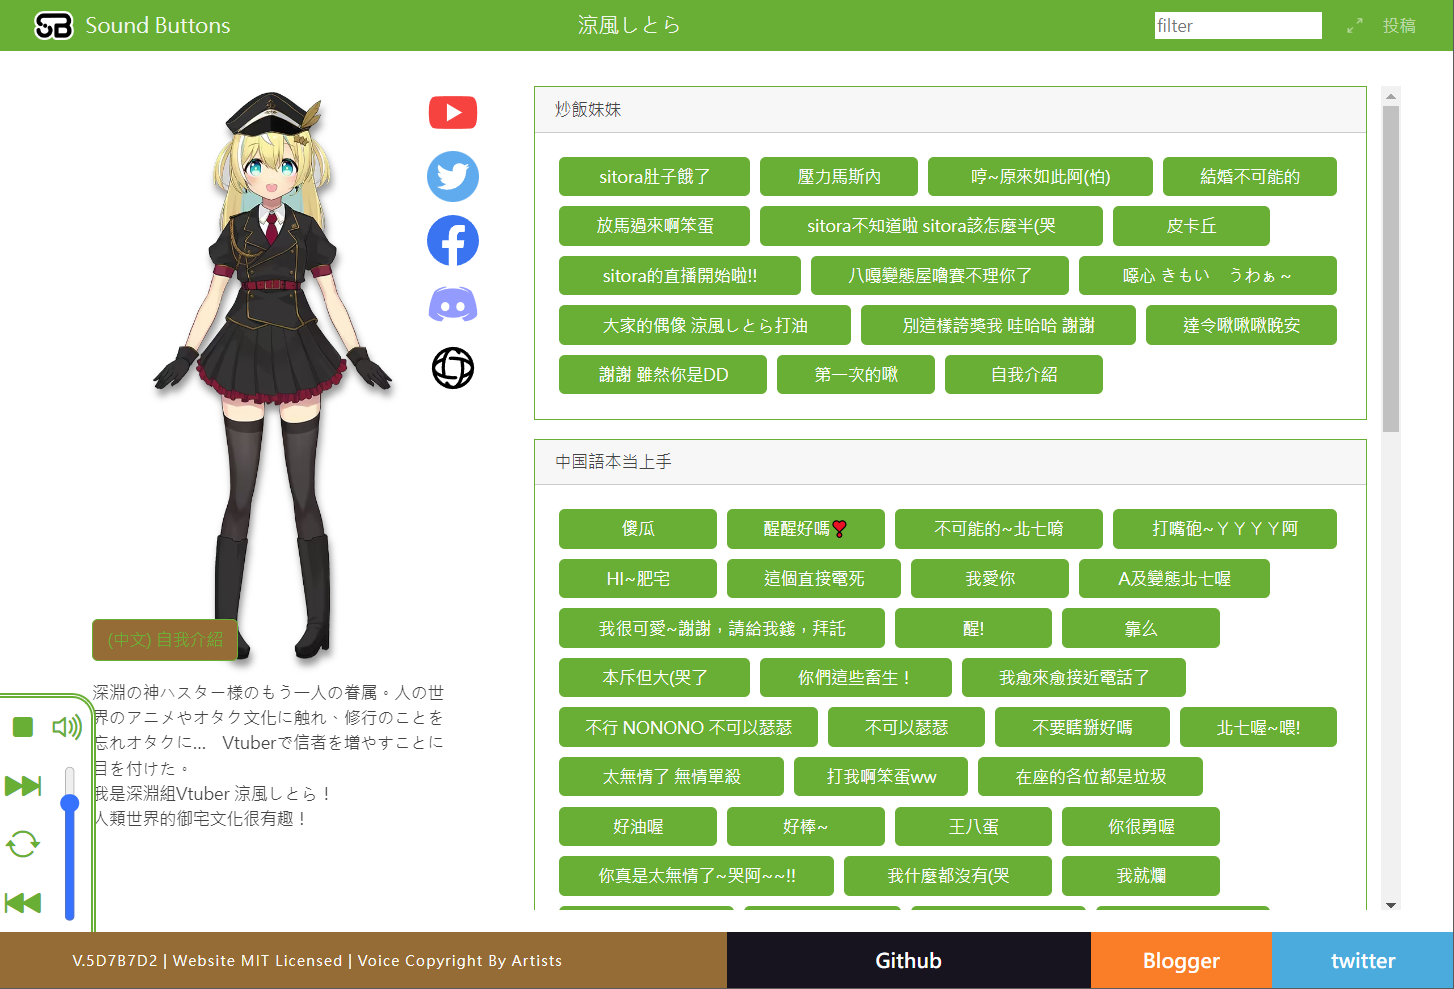 SB Sound Buttons
涼風しとら
filter
投稿
(中文) 自我介紹
深淵の神ハスター様のもう一人の眷属。人の世
界のアニメやオタク文化に触れ、修行のことを
忘れオタクに...　Vtuberで信者を増やすことに
目を付けた。
我是深淵組Vtuber 涼風しとら！
人類世界的御宅文化很有趣！
炒飯妹妹
sitora肚子餓了
壓力馬斯內
哼~原來如此阿(怕)
結婚不可能的
放馬過來啊笨蛋
sitora不知道啦 sitora該怎麼半(哭
皮卡丘
sitora的直播開始啦!!
八嘎變態屋嚕賽不理你了
噁心 きもい　うわぁ~
大家的偶像 涼風しとら打油
別這樣誇獎我 哇哈哈 謝謝
達令啾啾啾晚安
謝謝 雖然你是DD
第一次的啾
自我介紹
中国語本当上手
傻瓜
醒醒好嗎❣
不可能的~北七唷
打嘴砲~ㄚㄚㄚㄚ阿
HI~肥宅
這個直接電死
我愛你
A及變態北七喔
我很可愛~謝謝，請給我錢，拜託
醒!
靠么
本斥但大(哭了
你們這些畜生！
我愈來愈接近電話了
不行 NONONO 不可以瑟瑟
不可以瑟瑟
不要瞎掰好嗎
北七喔~喂!
太無情了 無情單殺
打我啊笨蛋ww
在座的各位都是垃圾
好油喔
好棒~
王八蛋
你很勇喔
你真是太無情了~哭阿~~!!
我什麼都沒有(哭
我就爛
V.5D7B7D2 | Website MIT Licensed | Voice Copyright By Artists
Github
Blogger
twitter